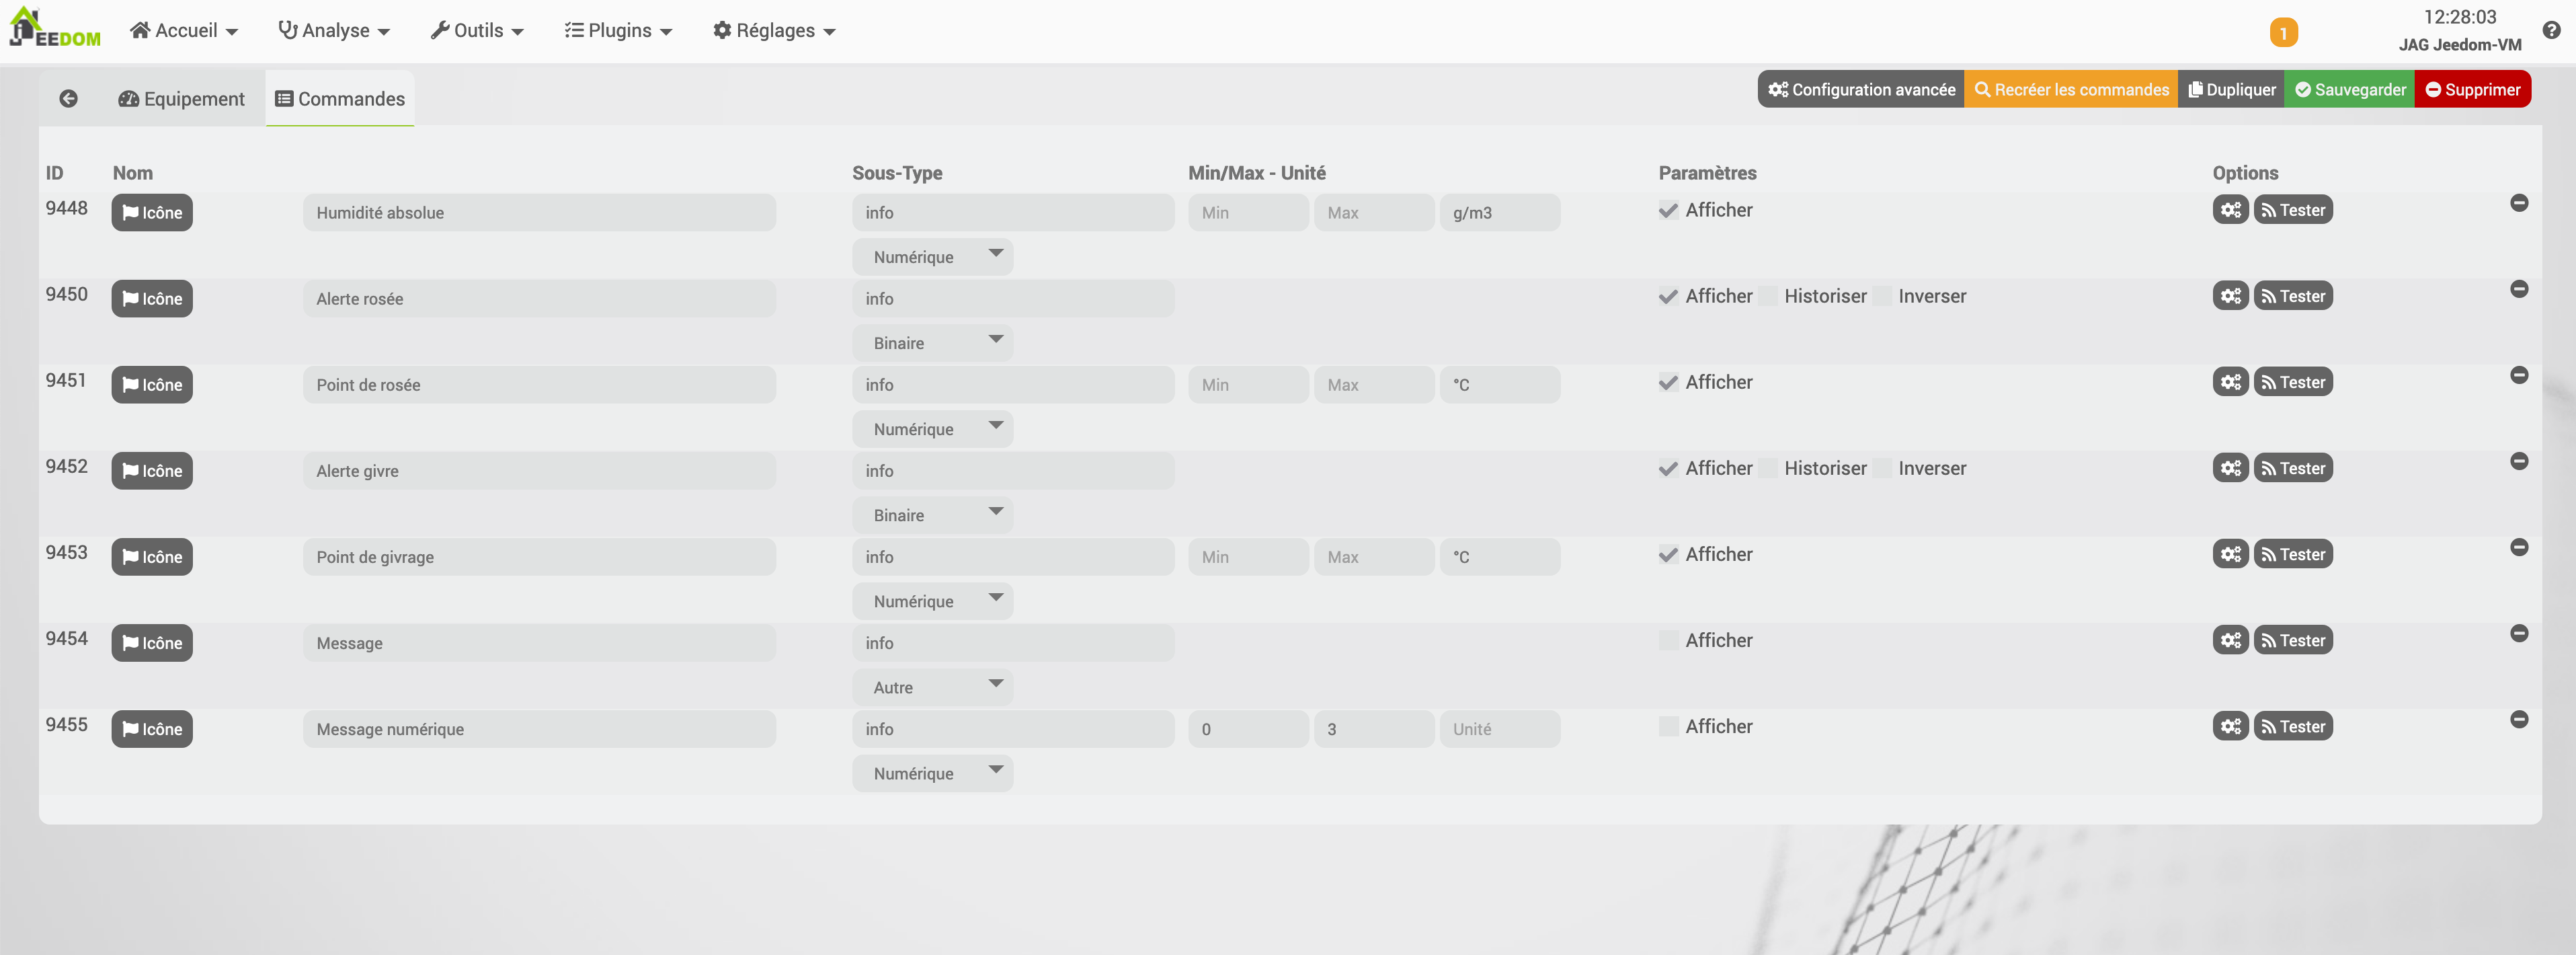 JEEDOM Accueil Analyse Outils Plugins Réglages 1 12:28:03
JAG Jeedom-VM
Equipement Commandes Configuration avancée Recréer les commandes Dupliquer Sauvegarder Supprimer
ID Nom Sous-Type Min/Max - Unité Paramètres Options
9448 Icône Humidité absolue info Min Max g/m3 Afficher Tester
Numérique
9450 Icône Alerte rosée info Afficher Historiser Inverser Tester
Binaire
9451 Icône Point de rosée info Min Max °C Afficher Tester
Numérique
9452 Icône Alerte givre info Afficher Historiser Inverser Tester
Binaire
9453 Icône Point de givrage info Min Max °C Afficher Tester
Numérique
9454 Icône Message info Afficher Tester
Autre
9455 Icône Message numérique info 0 3 Unité Afficher Tester
Numérique